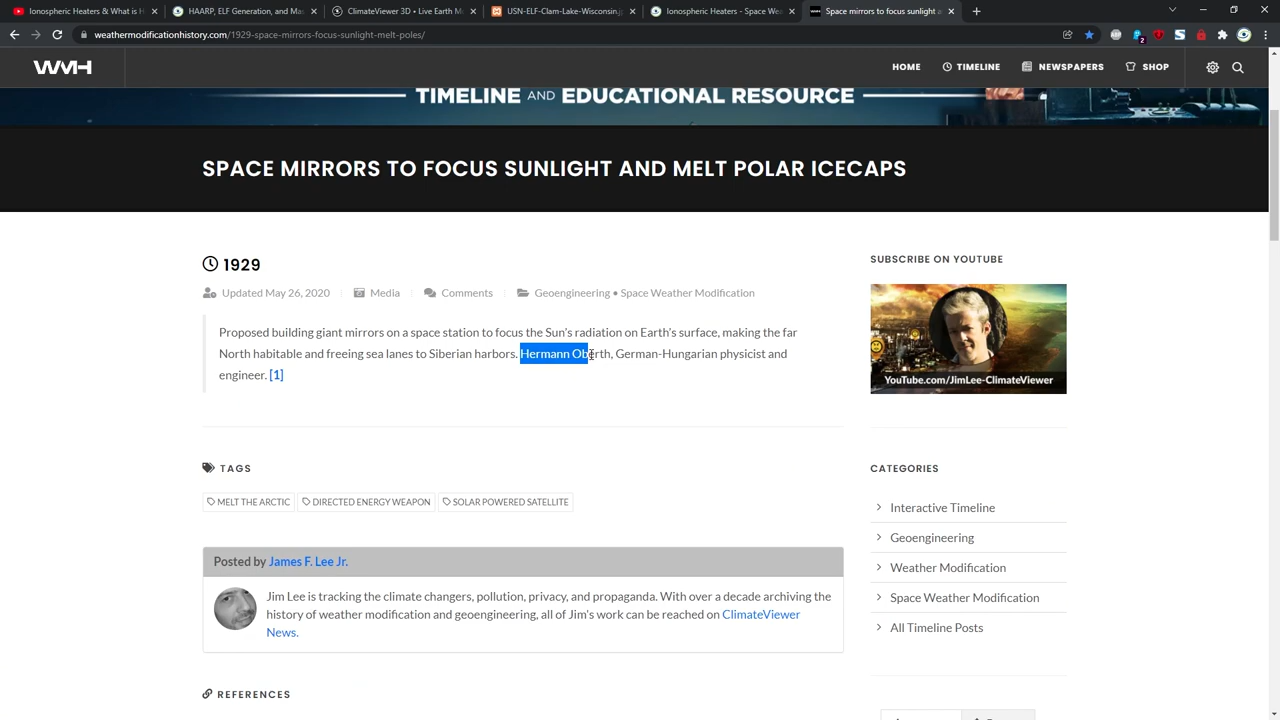 Ionospheric Heaters & What is H
HAARP, ELF Generation, and Mas
ClimateViewer 3D • Live Earth M
USN-ELF-Clam-Lake-Wisconsin.j
Ionospheric Heaters - Space Wea
Space mirrors to focus sunlight a
weathermodificationhistory.com/1929-space-mirrors-focus-sunlight-melt-poles/
2
WMH
HOME
TIMELINE
NEWSPAPERS
SHOP
TIMELINE AND EDUCATIONAL RESOURCE
SPACE MIRRORS TO FOCUS SUNLIGHT AND MELT POLAR ICECAPS
1929
Updated May 26, 2020
Media
Comments
Geoengineering • Space Weather Modification
Proposed building giant mirrors on a space station to focus the Sun's radiation on Earth's surface, making the far
North habitable and freeing sea lanes to Siberian harbors. Hermann Oberth, German-Hungarian physicist and
engineer. [1]
TAGS
MELT THE ARCTIC
DIRECTED ENERGY WEAPON
SOLAR POWERED SATELLITE
Posted by James F. Lee Jr.
Jim Lee is tracking the climate changers, pollution, privacy, and propaganda. With over a decade archiving the
history of weather modification and geoengineering, all of Jim's work can be reached on ClimateViewer
News.
REFERENCES
SUBSCRIBE ON YOUTUBE
YouTube.com/JimLee-ClimateViewer
CATEGORIES
Interactive Timeline
Geoengineering
Weather Modification
Space Weather Modification
All Timeline Posts